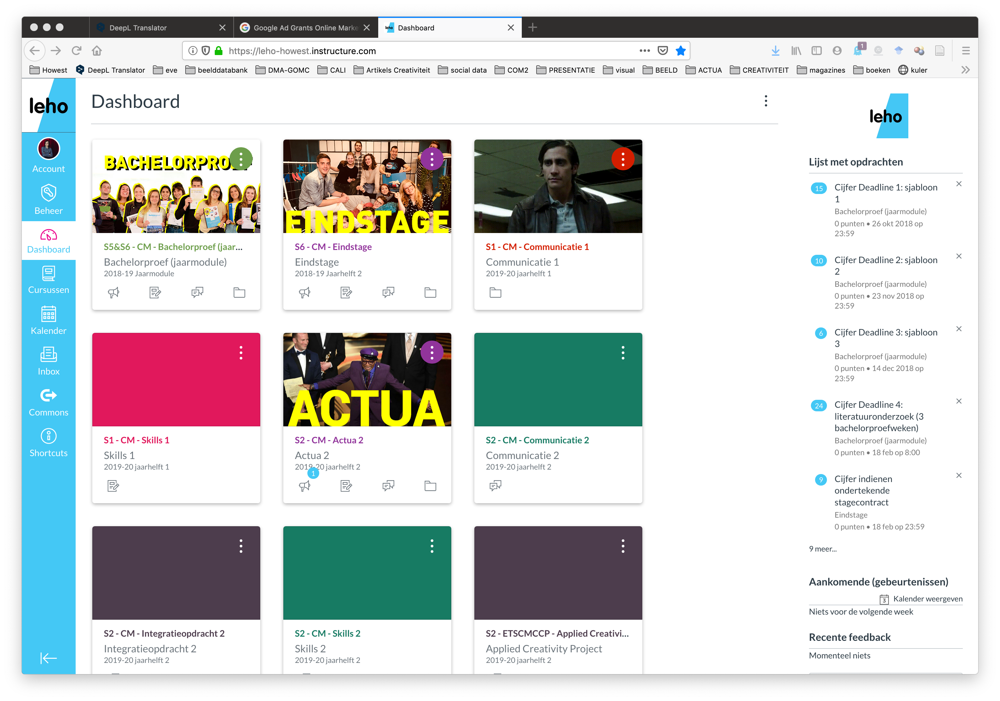 DeepL Translator
Google Ad Grants Online Marke
leho
Dashboard
https://leho-howest.instructure.com
1
Howest
DeepL Translator
eve
beelddatabank
DMA-GOMC
CALI
Artikels Creativiteit
social data
COM2
PRESENTATIE
visual
BEELD
ACTUA
CREATIVITEIT
magazines
boeken
kuler
leho
Account
Beheer
Dashboard
Cursussen
Kalender
Inbox
Commons
Shortcuts
Dashboard
BACHELORPROEF
S5&S6 - CM - Bachelorproef (jaar...
Bachelorproef (jaarmodule)
2018-19 Jaarmodule
EINDSTAGE
S6 - CM - Eindstage
Eindstage
2018-19 Jaarhelft 2
S1 - CM - Communicatie 1
Communicatie 1
2019-20 jaarhelft 1
S1 - CM - Skills 1
Skills 1
2019-20 jaarhelft 1
ACTUA
S2 - CM - Actua 2
Actua 2
2019-20 jaarhelft 2
1
S2 - CM - Communicatie 2
Communicatie 2
2019-20 jaarhelft 2
S2 - CM - Integratieopdracht 2
Integratieopdracht 2
2019-20 jaarhelft 2
S2 - CM - Skills 2
Skills 2
2019-20 jaarhelft 2
S2 - ETSCMCCP - Applied Creativi...
Applied Creativity Project
2019-20 jaarhelft 2
leho
Lijst met opdrachten
15
Cijfer Deadline 1: sjabloon
1
Bachelorproef (jaarmodule)
0 punten • 26 okt 2018 op
23:59
10
Cijfer Deadline 2: sjabloon
2
Bachelorproef (jaarmodule)
0 punten • 23 nov 2018 op
23:59
6
Cijfer Deadline 3: sjabloon
3
Bachelorproef (jaarmodule)
0 punten • 14 dec 2018 op
23:59
24
Cijfer Deadline 4:
literatuuronderzoek (3
bachelorproefweken)
Bachelorproef (jaarmodule)
0 punten • 18 feb op 8:00
9
Cijfer indienen
ondertekende
stagecontract
Eindstage
0 punten • 18 feb op 23:59
9 meer...
Aankomende (gebeurtenissen)
3
Kalender weergeven
Niets voor de volgende week
Recente feedback
Momenteel niets